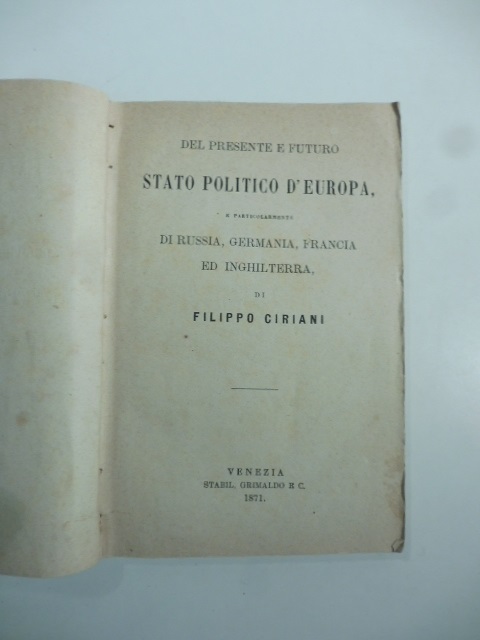 DEL PRESENTE E FUTURO
STATO POLITICO D'EUROPA,
E PARTICOLARMENTE
DI RUSSIA, GERMANIA, FRANCIA
ED INGHILTERRA,
DI
FILIPPO CIRIANI
VENEZIA
STABIL. GRIMALDO E C.
1871.